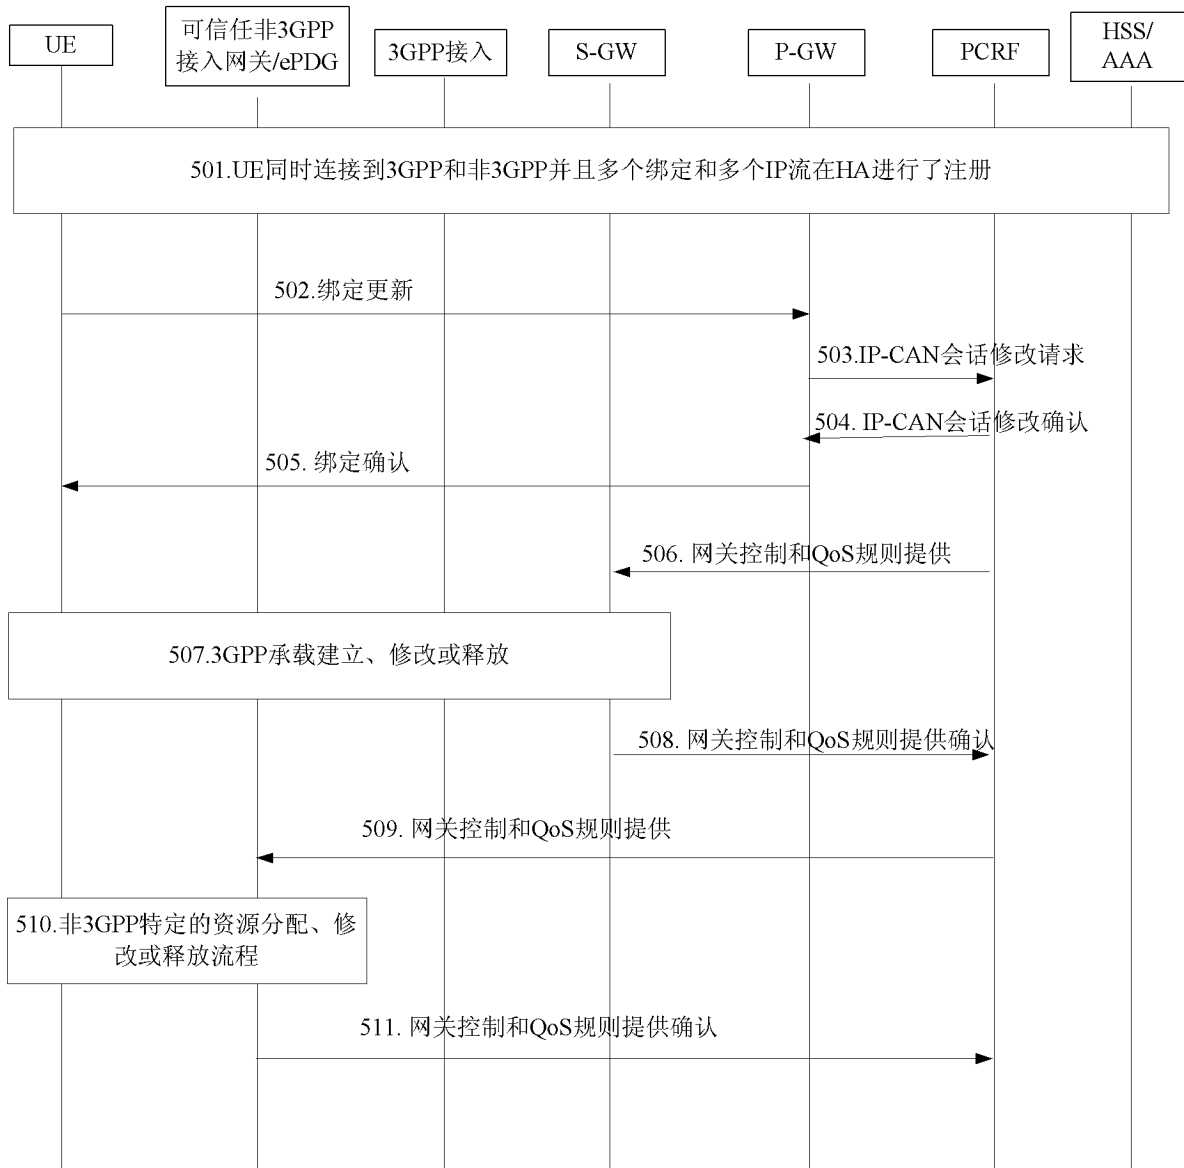 UE
可信任非3GPP
接入网关/ePDG
3GPP接入
S-GW
P-GW
PCRF
HSS/
AAA
501.UE同时连接到3GPP和非3GPP并且多个绑定和多个IP流在HA进行了注册
502.绑定更新
503.IP-CAN会话修改请求
504. IP-CAN会话修改确认
505. 绑定确认
506. 网关控制和QoS规则提供
507.3GPP承载建立、修改或释放
508. 网关控制和QoS规则提供确认
509. 网关控制和QoS规则提供
510.非3GPP特定的资源分配、修
改或释放流程
511. 网关控制和QoS规则提供确认